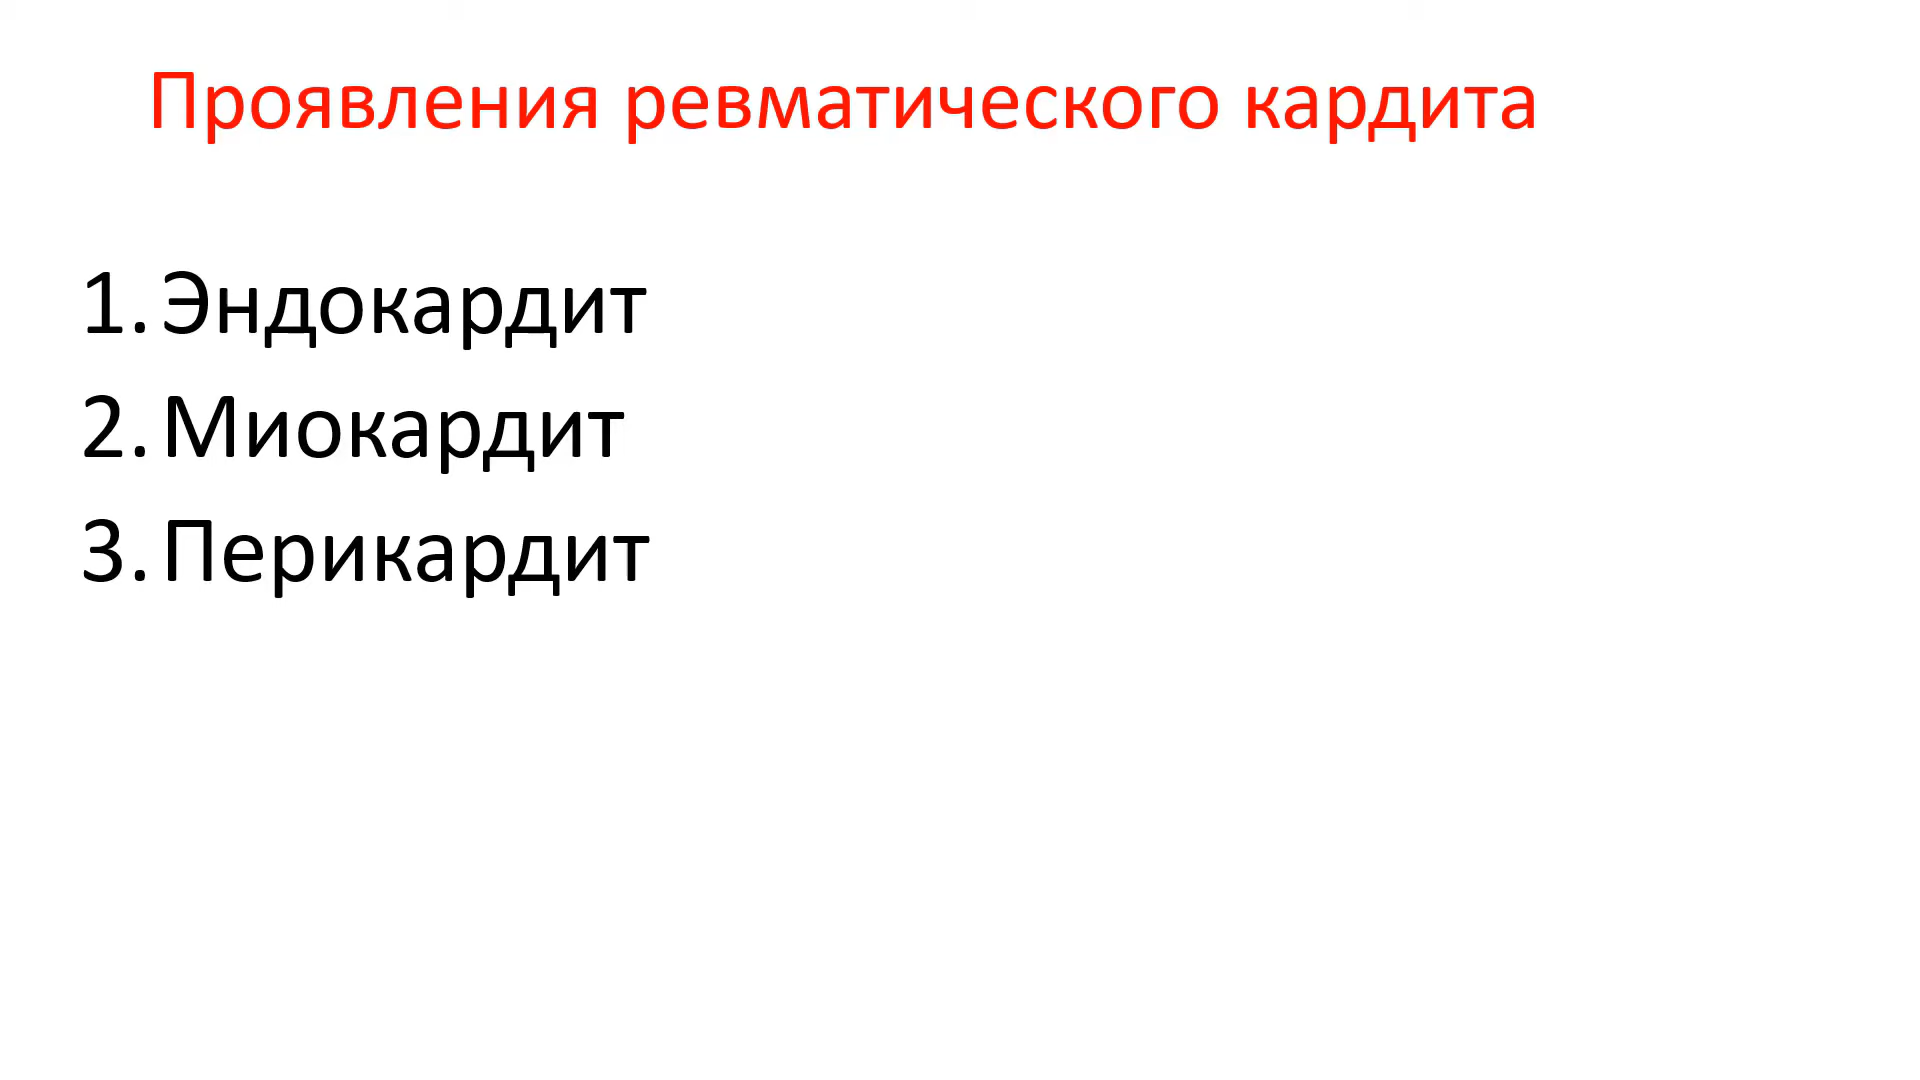 Проявления ревматического кардита
1. Эндокардит
2. Миокардит
3. Перикардит